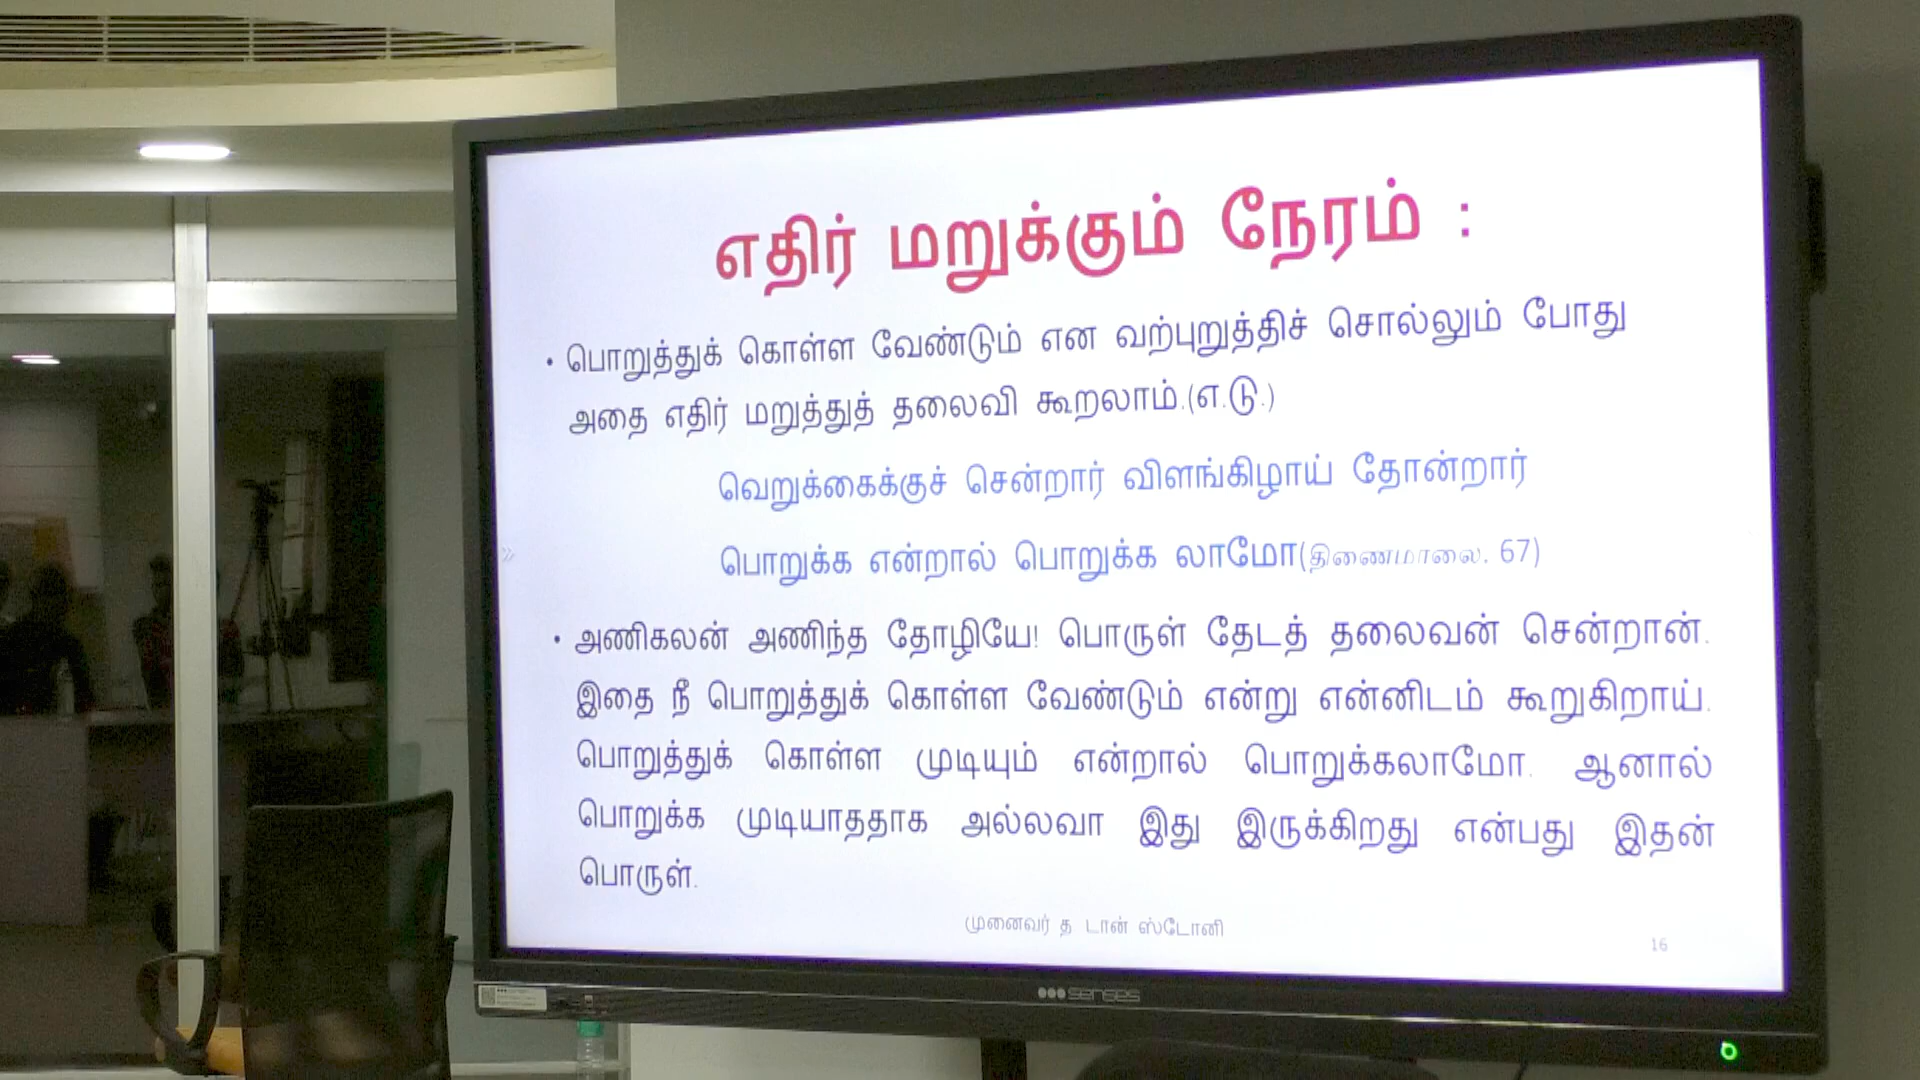 எதிர் மறுக்கும் நேரம் :
• பொறுத்துக் கொள்ள வேண்டும் என வற்புறுத்திச் சொல்லும் போது
அதை எதிர் மறுத்துத் தலைவி கூறலாம்.(எ.டு.)
வெறுக்கைக்குச் சென்றார் விளங்கிழாய் தோன்றார்
பொறுக்க என்றால் பொறுக்க லாமோ(திணைமாலை. 67)
• அணிகலன் அணிந்த தோழியே! பொருள் தேடத் தலைவன் சென்றான்.
இதை நீ பொறுத்துக் கொள்ள வேண்டும் என்று என்னிடம் கூறுகிறாய்.
பொறுத்துக் கொள்ள முடியும் என்றால் பொறுக்கலாமோ. ஆனால்
பொறுக்க முடியாததாக அல்லவா இது இருக்கிறது என்பது இதன்
பொருள்.
முனைவர் த டான் ஸ்டோனி
16
senses